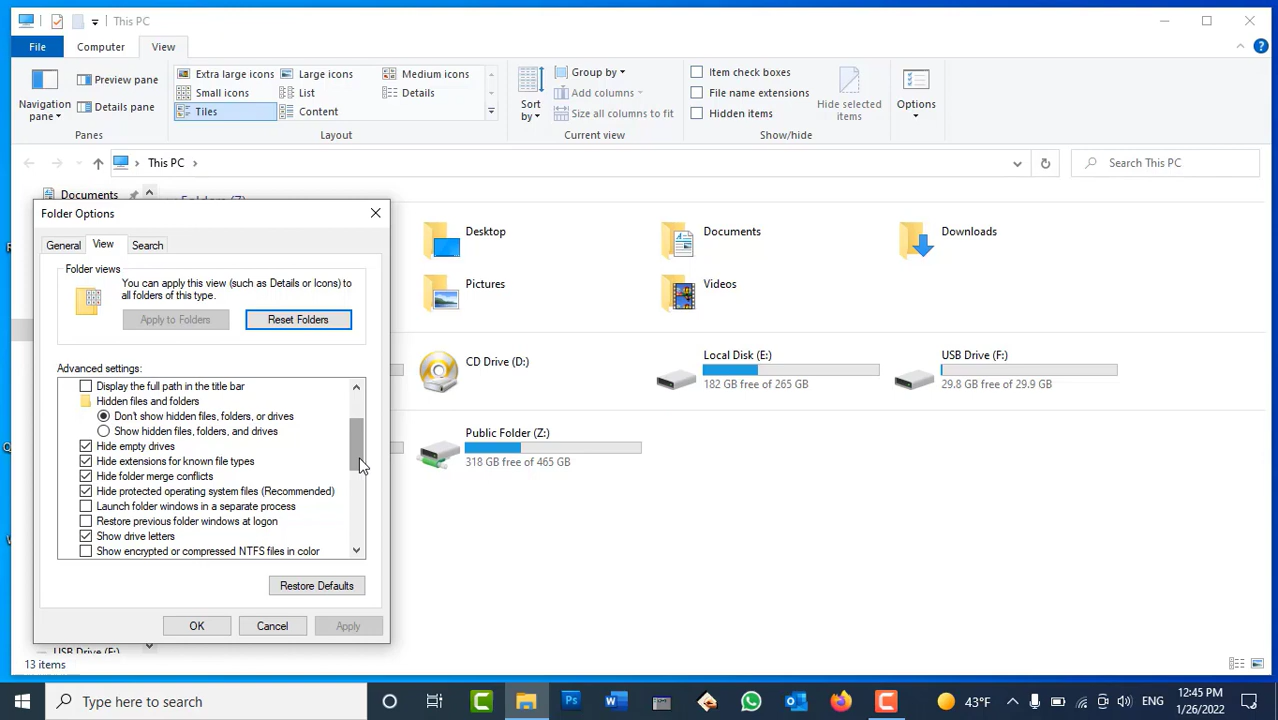 This PC
File
Computer
View
Navigation pane
Preview pane
Details pane
Panes
Extra large icons
Large icons
Medium icons
Small icons
List
Details
Tiles
Content
Layout
Sort by
Group by
Add columns
Size all columns to fit
Current view
Item check boxes
File name extensions
Hidden items
Hide selected items
Show/hide
Options
This PC
Search This PC
Documents
Folder Options
General
View
Search
Folder views
You can apply this view (such as Details or Icons) to
all folders of this type.
Apply to Folders
Reset Folders
Advanced settings:
Display the full path in the title bar
Hidden files and folders
Don't show hidden files, folders, or drives
Show hidden files, folders, and drives
Hide empty drives
Hide extensions for known file types
Hide folder merge conflicts
Hide protected operating system files (Recommended)
Launch folder windows in a separate process
Restore previous folder windows at logon
Show drive letters
Show encrypted or compressed NTFS files in color
Restore Defaults
OK
Cancel
Apply
Desktop
Documents
Downloads
Pictures
Videos
CD Drive (D:)
Local Disk (E:)
182 GB free of 265 GB
USB Drive (F:)
29.8 GB free of 29.9 GB
Public Folder (Z:)
318 GB free of 465 GB
USB Drive (F:)
13 items
Type here to search
43°F
ENG
12:45 PM
1/26/2022